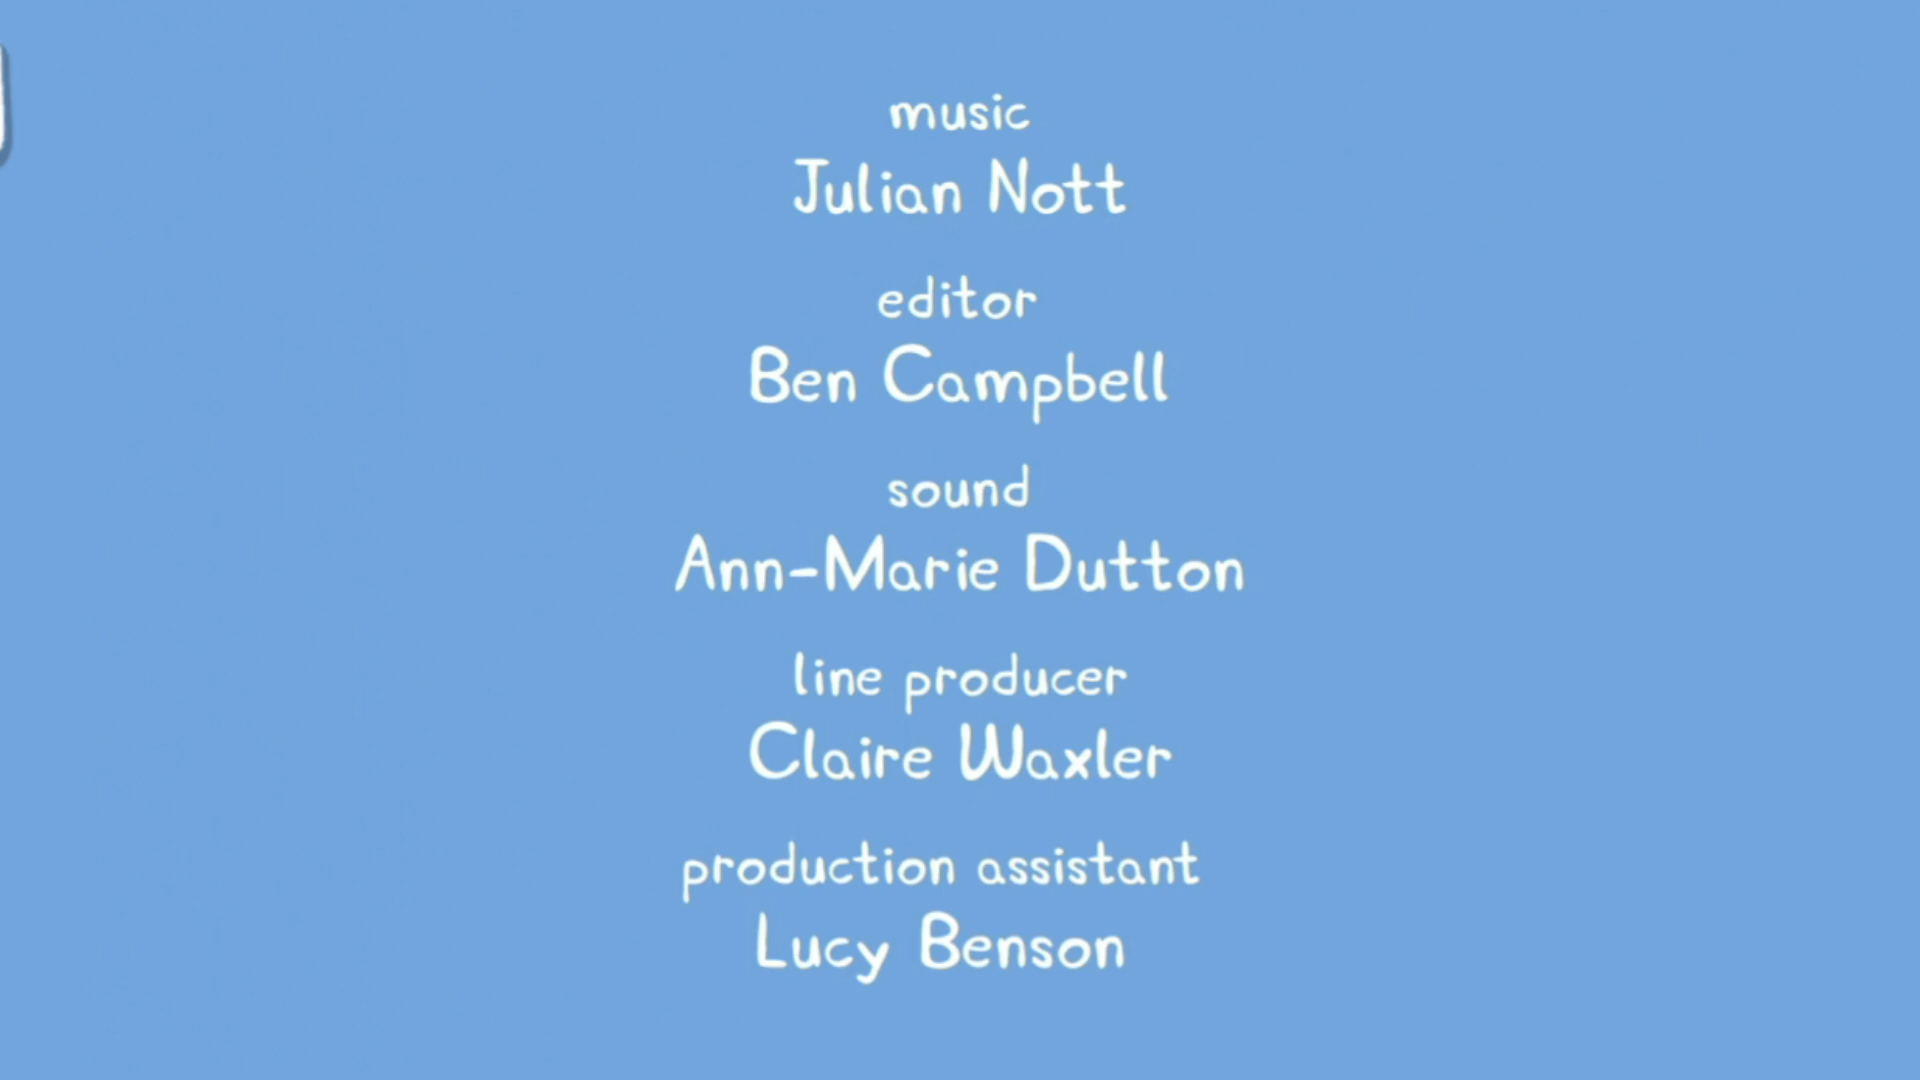 music
Julian Nott
editor
Ben Campbell
sound
Ann-Marie Dutton
line producer
Claire Waxler
production assistant
Lucy Benson